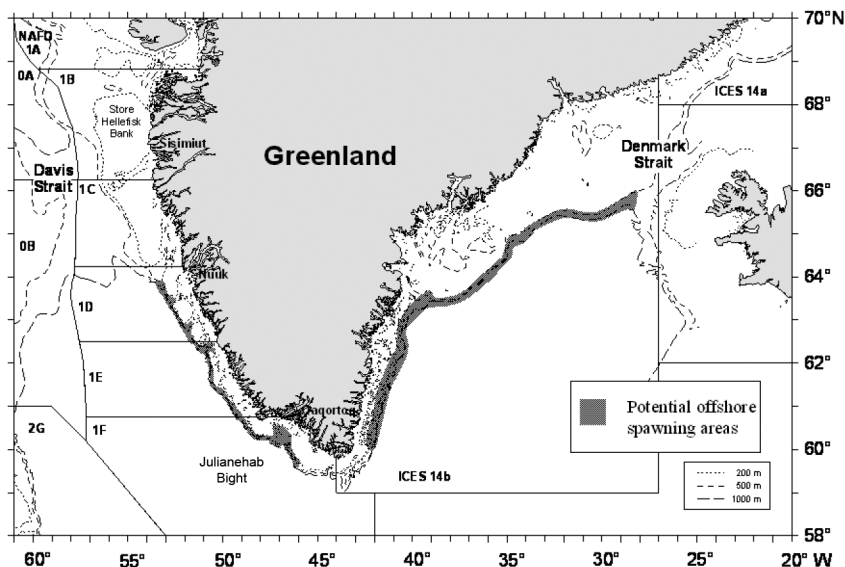 70°N
NAFO
1A
0A
1B
ICES 14a
68°
Store
Hellefisk
Bank
Sisimiut
Greenland
Denmark
Strait
Davis
Strait
1C
66°
0B
Nuuk
64°
1D
62°
1E
Qaqortoq
Potential offshore
spawning areas
2G
1F
60°
Julianehab
Bight
ICES 14b
200 m
500 m
1000 m
58°
60° 55° 50° 45° 40° 35° 30° 25° 20° W